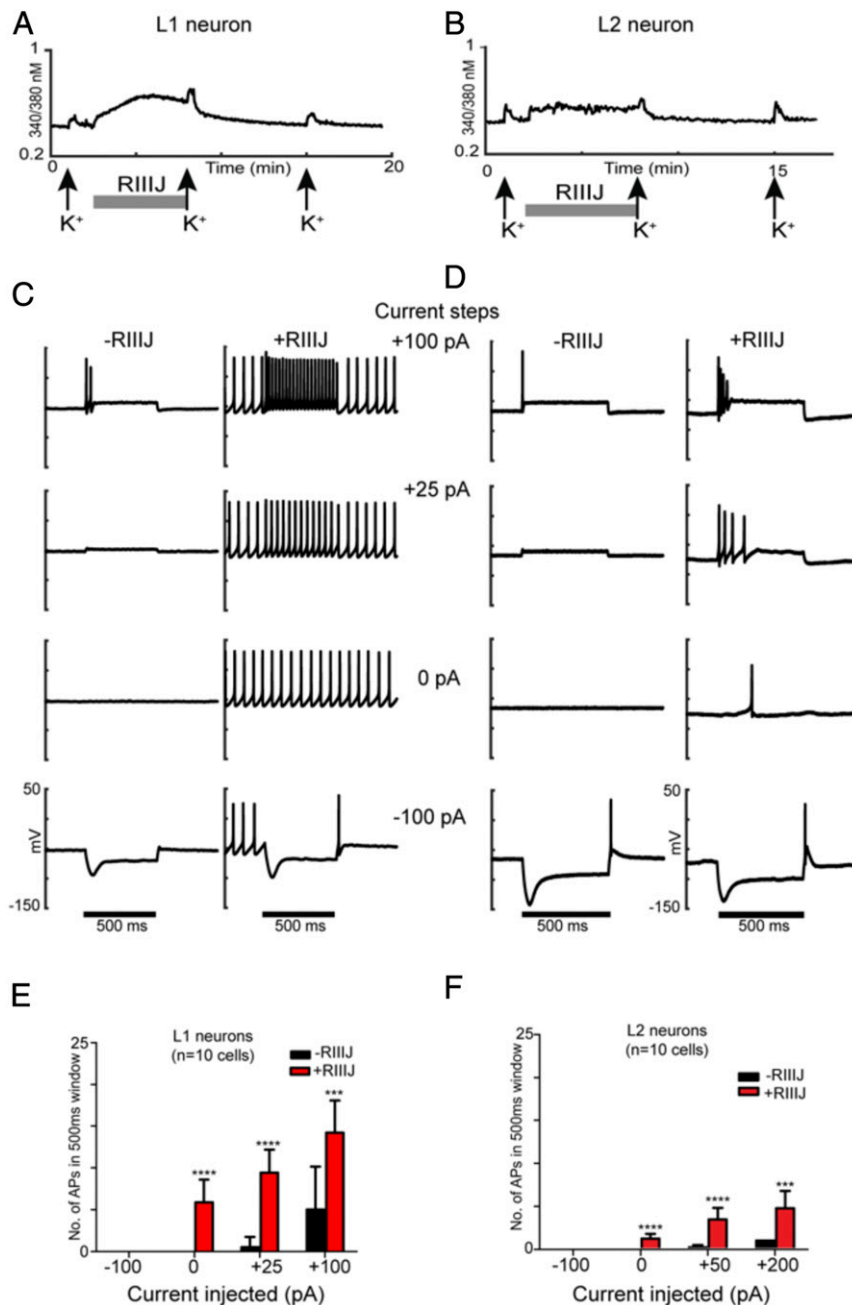 A
L1 neuron
B
L2 neuron
1
340/380 nM
0.2
Time (min)
20
RIIIJ
K+
K+
K+
1
340/380 nM
0.2
0
Time (min)
15
RIIIJ
K+
K+
K+
C
D
Current steps
-RIIIJ
+RIIIJ
+100 pA
-RIIIJ
+RIIIJ
+25 pA
0 pA
50
mV
-150
-100 pA
50
mV
-150
500 ms
500 ms
500 ms
500 ms
E
25
L1 neurons
(n=10 cells)
-RIIIJ
+RIIIJ
No. of APs in 500ms window
****
****
***
0
-100
0
+25
+100
Current injected (pA)
F
25
L2 neurons
(n=10 cells)
-RIIIJ
+RIIIJ
No. of APs in 500ms window
****
****
***
0
-100
0
+50
+200
Current injected (pA)